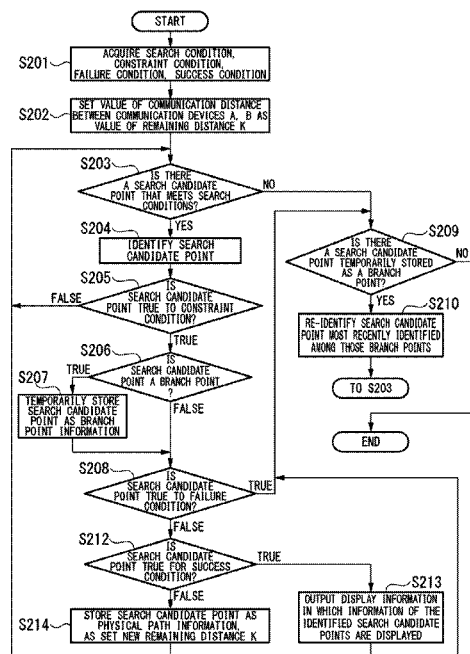 START
S201
ACQUIRE SEARCH CONDITION,
CONSTRAINT CONDITION,
FAILURE CONDITION, SUCCESS CONDITION
S202
SET VALUE OF COMMUNICATION DISTANCE
BETWEEN COMMUNICATION DEVICES A, B AS
VALUE OF REMAINING DISTANCE K
S203
IS THERE
A SEARCH CANDIDATE
POINT THAT MEETS SEARCH
CONDITIONS?
NO
YES
S204
IDENTIFY SEARCH
CANDIDATE POINT
S205
IS
SEARCH CANDIDATE
POINT TRUE TO CONSTRAINT
CONDITION?
FALSE
TRUE
S206
IS
SEARCH CANDIDATE
POINT A BRANCH POINT
?
TRUE
FALSE
S207
TEMPORARILY STORE
SEARCH CANDIDATE
POINT AS BRANCH
POINT INFORMATION
S208
IS
SEARCH CANDIDATE
POINT TRUE TO FAILURE
CONDITION?
TRUE
FALSE
S209
IS THERE
A SEARCH CANDIDATE
POINT TEMPORARILY STORED
AS A BRANCH
POINT?
NO
YES
S210
RE-IDENTIFY SEARCH CANDIDATE
POINT MOST RECENTLY IDENTIFIED
AMONG THOSE BRANCH POINTS
TO S203
END
S212
IS
SEARCH CANDIDATE
POINT TRUE FOR SUCCESS
CONDITION?
TRUE
FALSE
S213
OUTPUT DISPLAY INFORMATION
IN WHICH INFORMATION OF THE
IDENTIFIED SEARCH CANDIDATE
POINTS ARE DISPLAYED
S214
STORE SEARCH CANDIDATE POINT AS
PHYSICAL PATH INFORMATION,
AS SET NEW REMAINING DISTANCE K